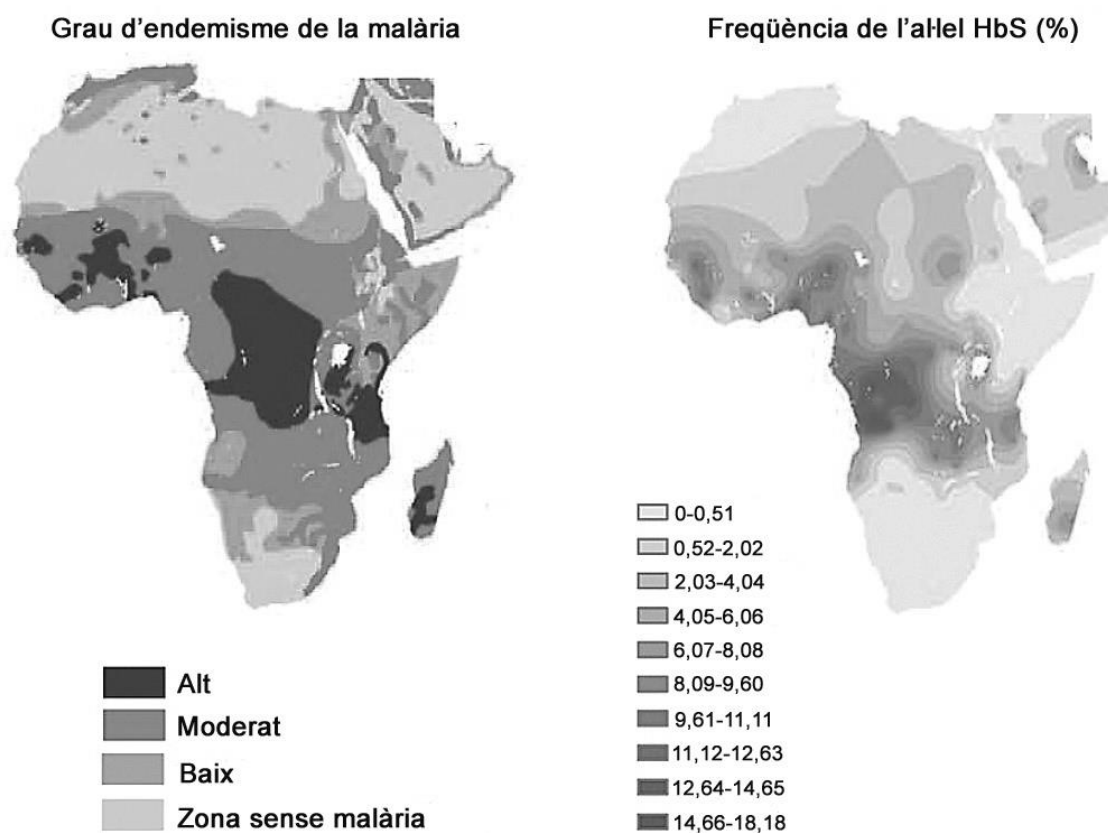 Grau d'endemisme de la malària
Freqüència de l'al·lel HbS (%)
Alt
Moderat
Baix
Zona sense malària
0-0,51
0,52-2,02
2,03-4,04
4,05-6,06
6,07-8,08
8,09-9,60
9,61-11,11
11,12-12,63
12,64-14,65
14,66-18,18